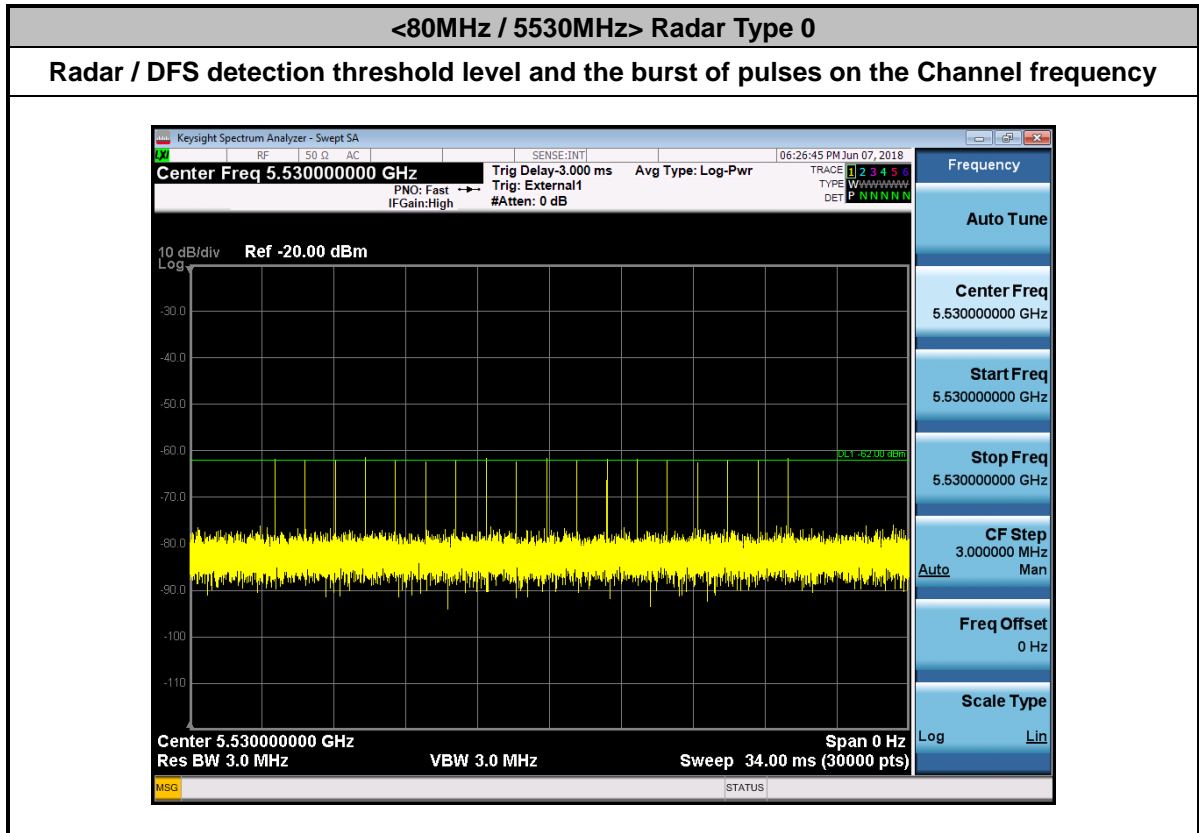 <80MHz / 5530MHz> Radar Type 0
Radar / DFS detection threshold level and the burst of pulses on the Channel frequency
Keysight Spectrum Analyzer - Swept SA
LXI RF 50 Ω AC SENSE:INT 06:26:45 PM Jun 07, 2018
Center Freq 5.530000000 GHz
PNO: Fast
IFGain:High
Trig Delay-3.000 ms
Trig: External1
#Atten: 0 dB
Avg Type: Log-Pwr
TRACE 1 2 3 4 5 6
TYPE WWWWWW
DET P N N N N N
10 dB/div Ref -20.00 dBm
Log
-30.0
-40.0
-50.0
-60.0
DL1 -62.00 dBm
-70.0
-80.0
-90.0
-100
-110
Center 5.530000000 GHz Span 0 Hz
Res BW 3.0 MHz VBW 3.0 MHz Sweep 34.00 ms (30000 pts)
MSG STATUS
Frequency
Auto Tune
Center Freq
5.530000000 GHz
Start Freq
5.530000000 GHz
Stop Freq
5.530000000 GHz
CF Step
3.000000 MHz
Auto Man
Freq Offset
0 Hz
Scale Type
Log Lin